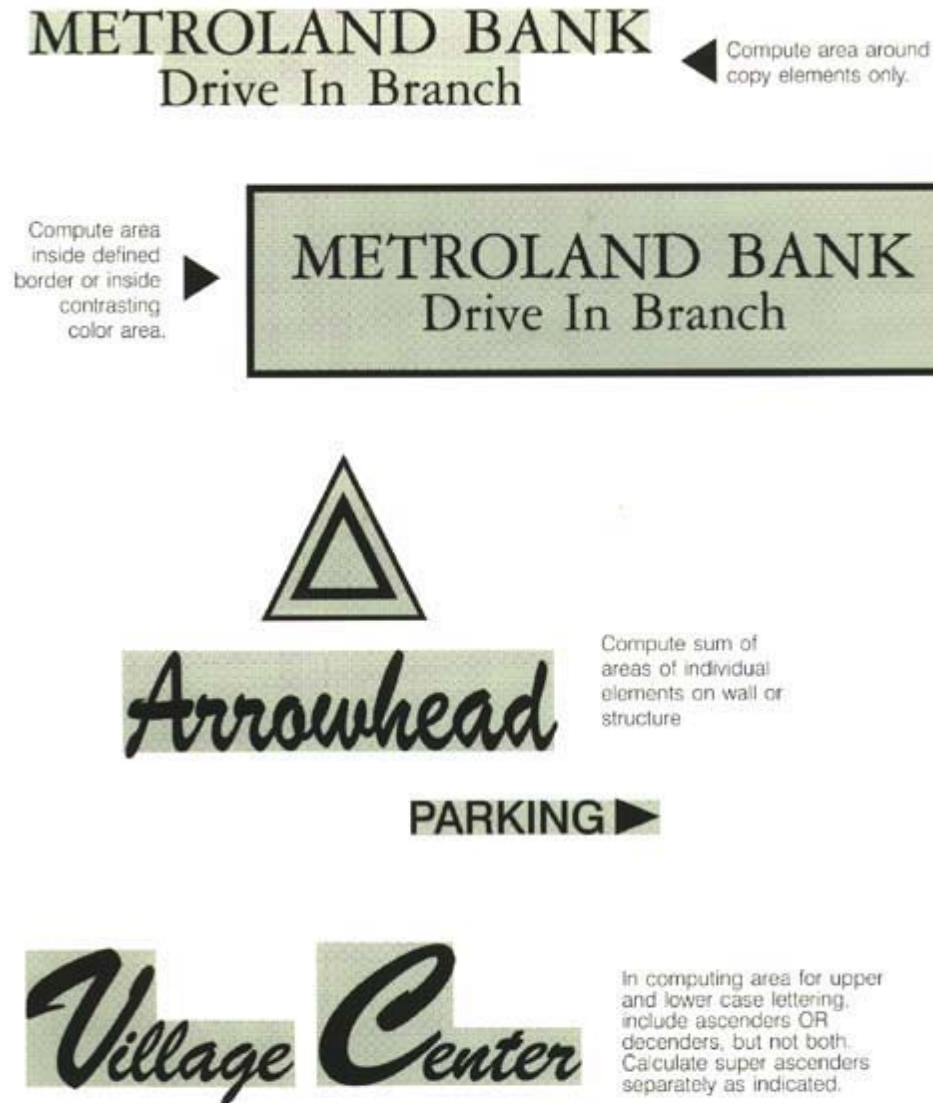 METROLAND BANK
Drive In Branch
Compute area around
copy elements only.
Compute area
inside defined
border or inside
contrasting
color area.
METROLAND BANK
Drive In Branch
Arrowhead
Compute sum of
areas of individual
elements on wall or
structure
PARKING
Village Center
In computing area for upper
and lower case lettering,
include ascenders OR
decenders, but not both.
Calculate super ascenders
separately as indicated.